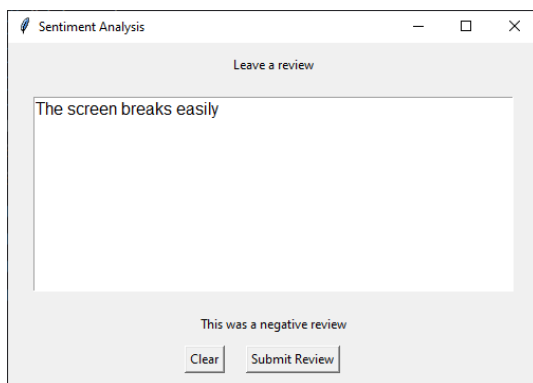 Sentiment Analysis
Leave a review
The screen breaks easily
This was a negative review
Clear Submit Review